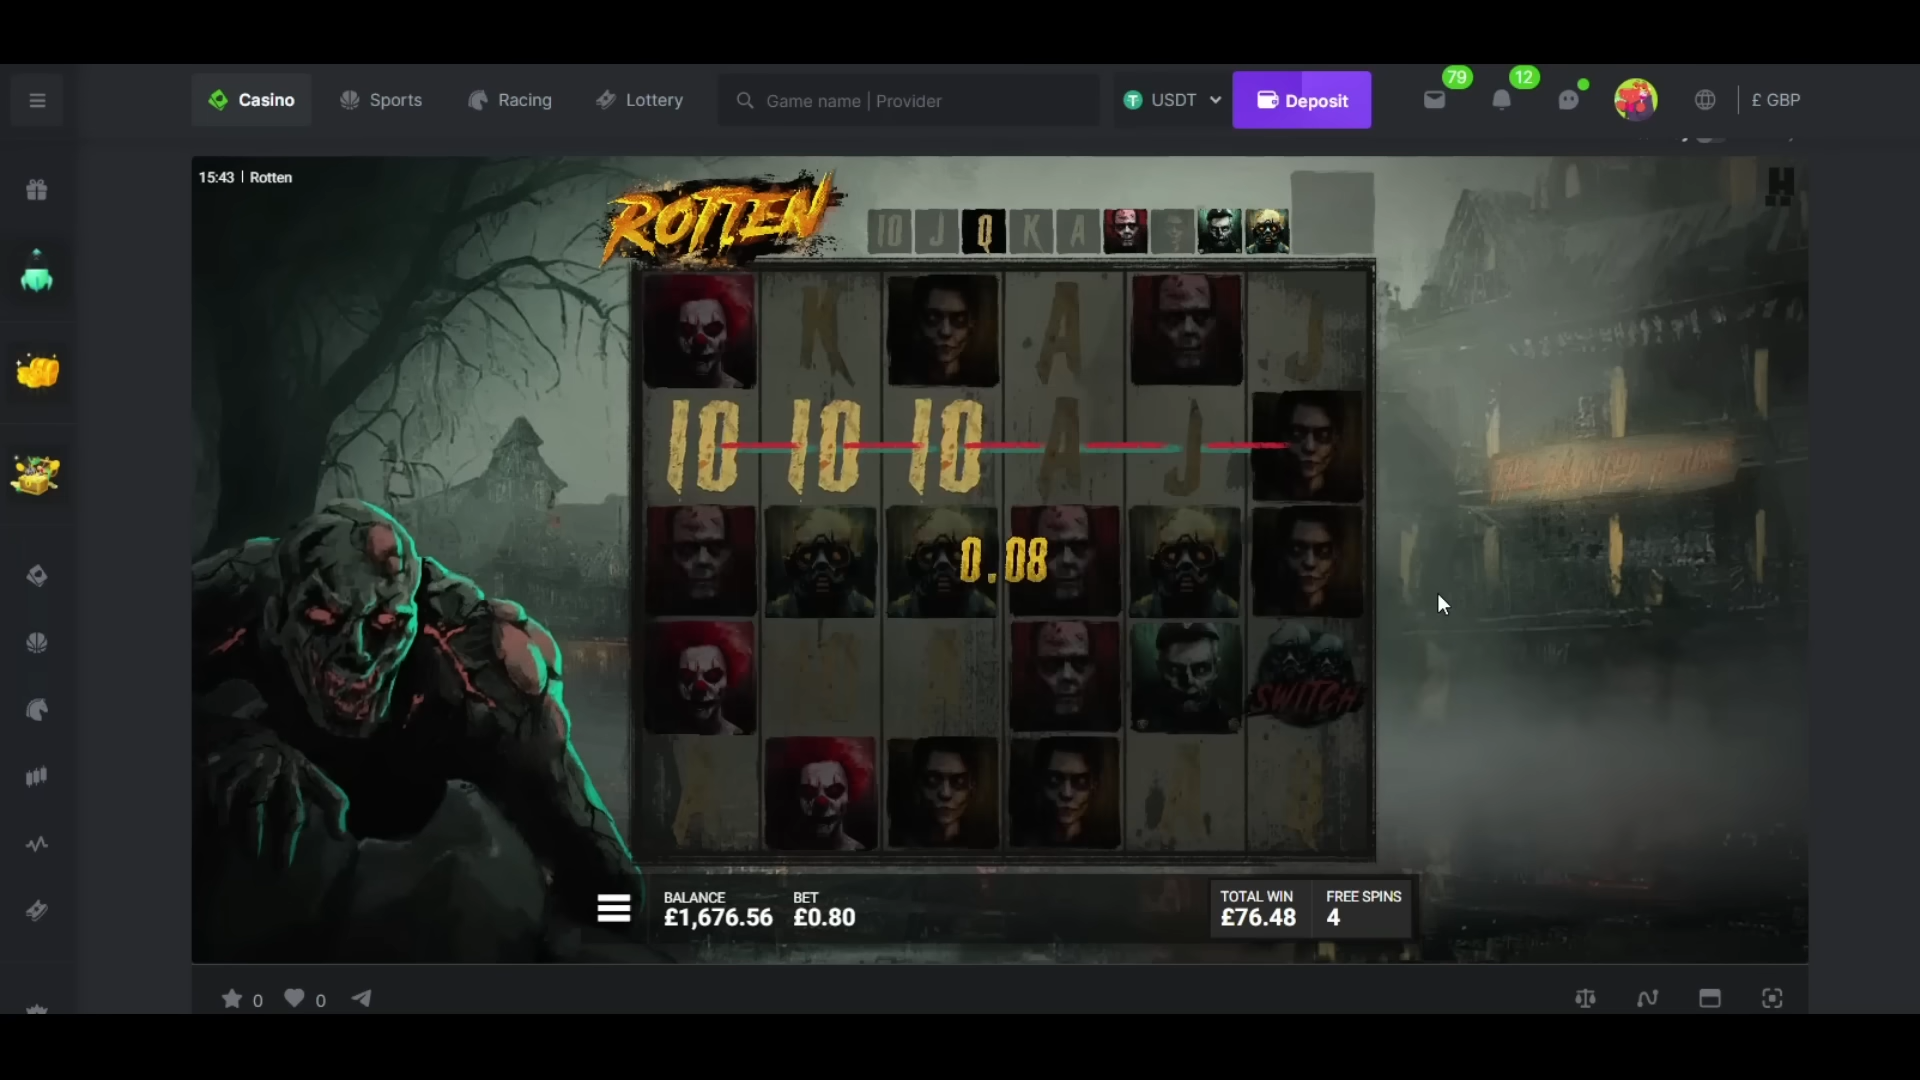 79
12
Casino
Sports
Racing
Lottery
Game name | Provider
USDT
Deposit
£ GBP
15:43 | Rotten
ROTTEN
10 J Q K A
K A J
10 10 10 A J
0.08
SWITCH
BALANCE
£1,676.56
BET
£0.80
TOTAL WIN
£76.48
FREE SPINS
4
0
0